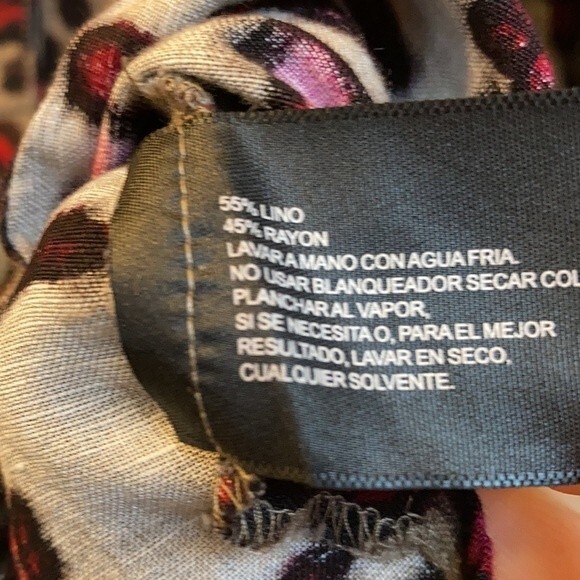 55% LINO
45% RAYON
LAVAR A MANO CON AGUA FRIA.
NO USAR BLANQUEADOR SECAR COL
PLANCHAR AL VAPOR,
SI SE NECESITA O, PARA EL MEJOR
RESULTADO, LAVAR EN SECO,
CUALQUIER SOLVENTE.